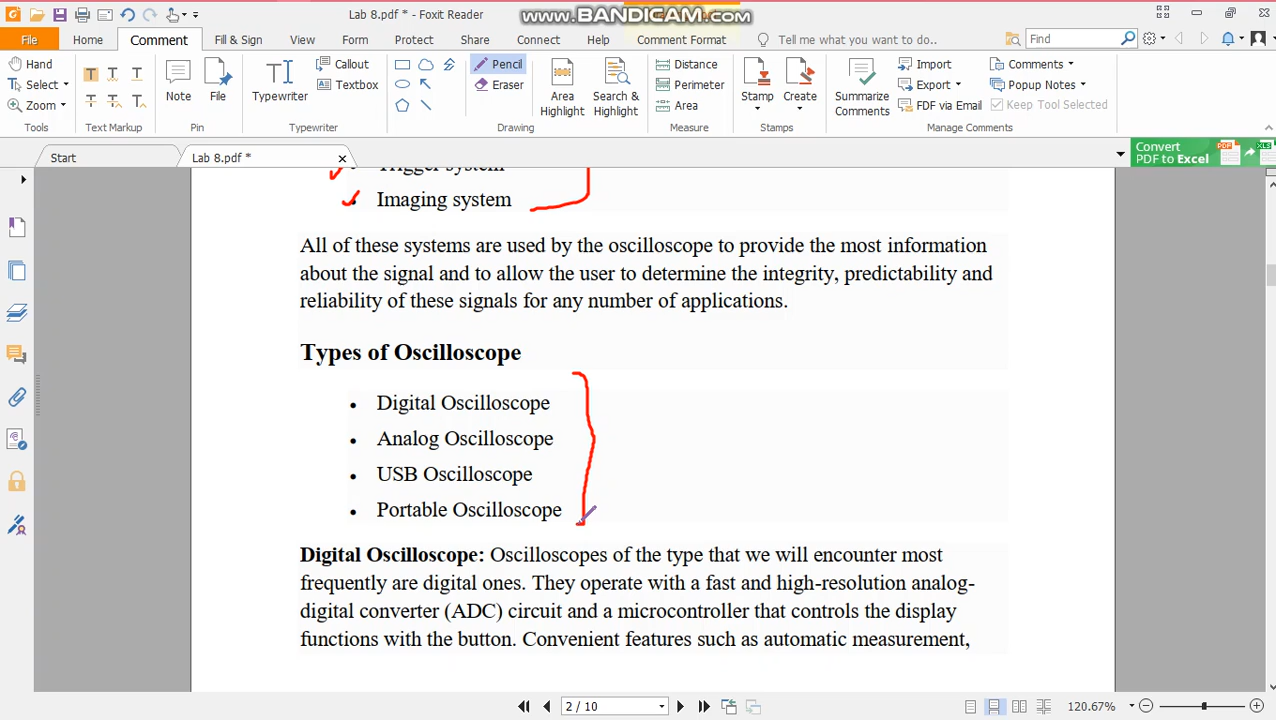 Lab 8.pdf * - Foxit Reader
www.BANDICAM.com
File Home Comment Fill & Sign View Form Protect Share Connect Help Comment Format Tell me what you want to do.. Find
Hand
Select
Zoom
Tools
Text Markup
Note
File
Pin
Typewriter
Callout
Textbox
Typewriter
Pencil
Eraser
Drawing
Area Highlight
Search & Highlight
Distance
Perimeter
Area
Measure
Stamp
Create
Stamps
Summarize Comments
Import
Export
FDF via Email
Comments
Popup Notes
Keep Tool Selected
Manage Comments
Start
Lab 8.pdf *
Convert
PDF to Excel
PDF
XLS
Trigger system
Imaging system
All of these systems are used by the oscilloscope to provide the most information
about the signal and to allow the user to determine the integrity, predictability and
reliability of these signals for any number of applications.
Types of Oscilloscope
• Digital Oscilloscope
• Analog Oscilloscope
• USB Oscilloscope
• Portable Oscilloscope
Digital Oscilloscope: Oscilloscopes of the type that we will encounter most
frequently are digital ones. They operate with a fast and high-resolution analog-
digital converter (ADC) circuit and a microcontroller that controls the display
functions with the button. Convenient features such as automatic measurement,
2 / 10
120.67%